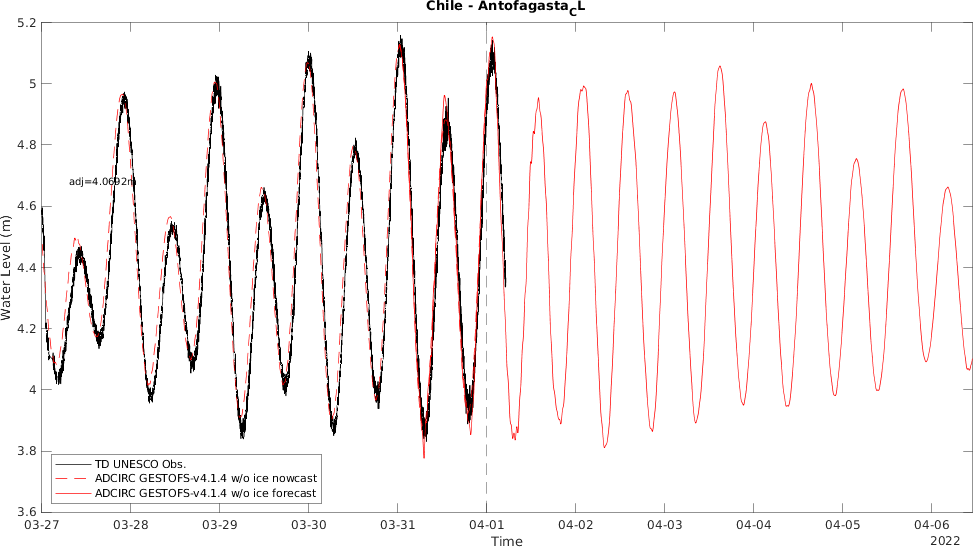 Chile - Antofagasta_CL
5.2
5
4.8
4.6
4.4
4.2
4
3.8
3.6
Water Level (m)
adj=4.0692m
TD UNESCO Obs.
ADCIRC GESTOFS-v4.1.4 w/o ice nowcast
ADCIRC GESTOFS-v4.1.4 w/o ice forecast
03-27 03-28 03-29 03-30 03-31 04-01 04-02 04-03 04-04 04-05 04-06
Time
2022